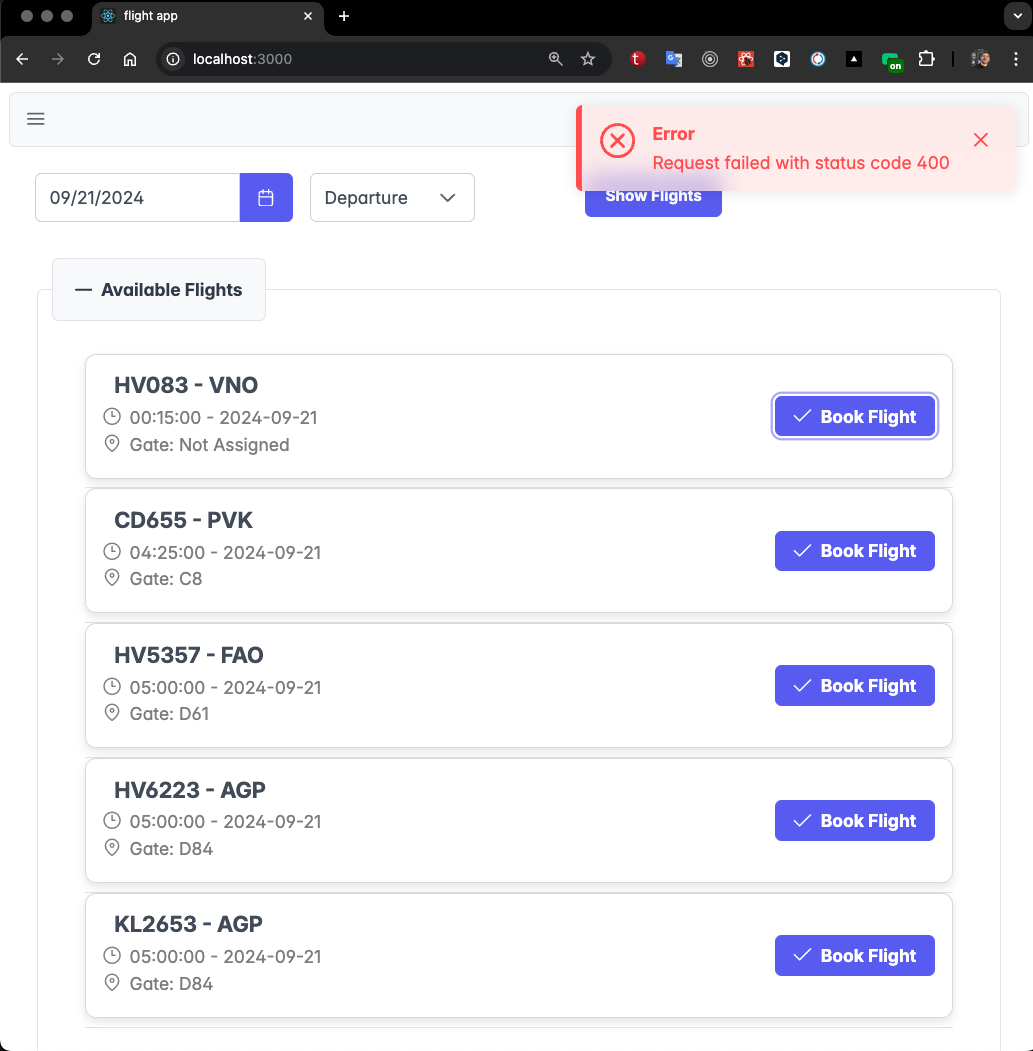 flight app
localhost:3000
on
Error
Request failed with status code 400
09/21/2024
Departure
Show Flights
Available Flights
HV083 - VNO
00:15:00 - 2024-09-21
Gate: Not Assigned
Book Flight
CD655 - PVK
04:25:00 - 2024-09-21
Gate: C8
Book Flight
HV5357 - FAO
05:00:00 - 2024-09-21
Gate: D61
Book Flight
HV6223 - AGP
05:00:00 - 2024-09-21
Gate: D84
Book Flight
KL2653 - AGP
05:00:00 - 2024-09-21
Gate: D84
Book Flight